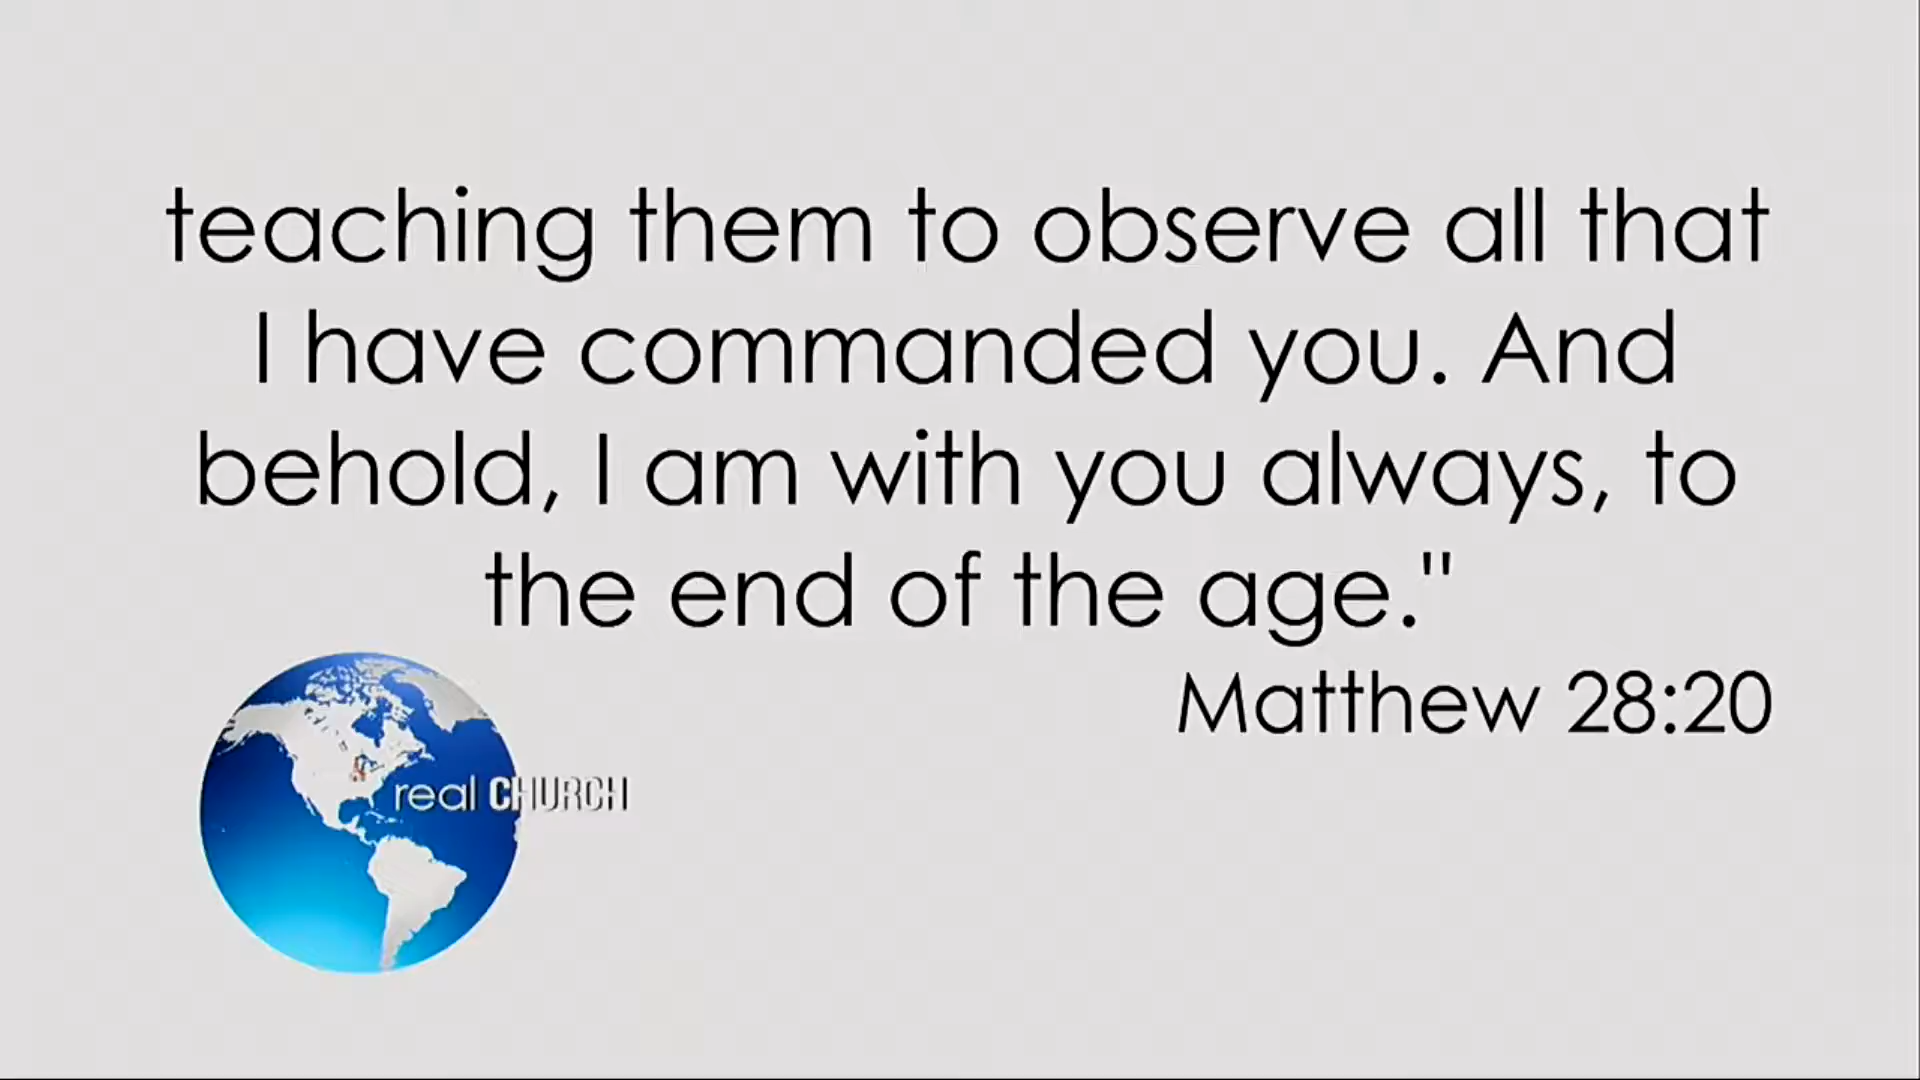 teaching them to observe all that
I have commanded you. And
behold, I am with you always, to
the end of the age."
Matthew 28:20
real CHURCH